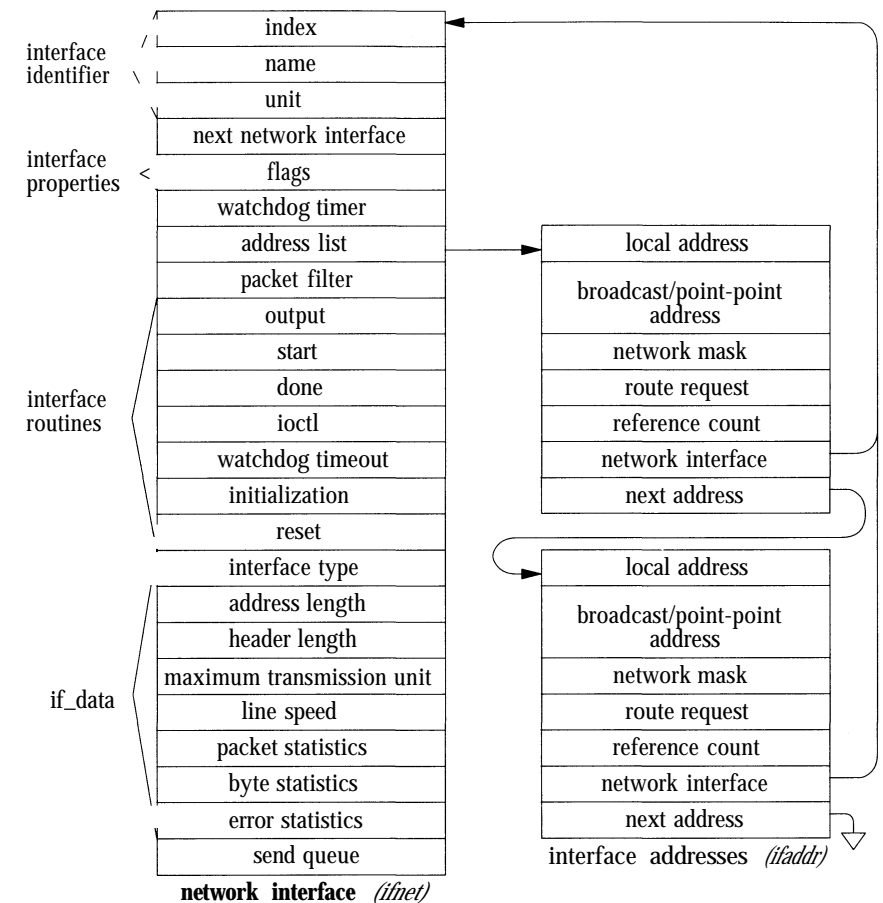 interface
identifier
index
name
unit
next network interface
interface
properties
<
flags
watchdog timer
address list
packet filter
interface
routines
output
start
done
ioctl
watchdog timeout
initialization
reset
interface type
if_data
address length
header length
maximum transmission unit
line speed
packet statistics
byte statistics
error statistics
send queue
network interface (ifnet)
local address
broadcast/point-point
address
network mask
route request
reference count
network interface
next address
local address
broadcast/point-point
address
network mask
route request
reference count
network interface
next address
interface addresses (ifaddr)